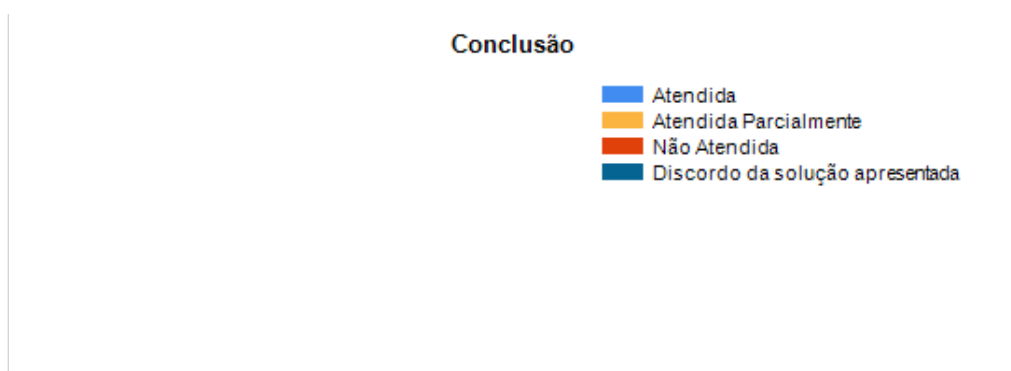 Conclusão
Atendida
Atendida Parcialmente
Não Atendida
Discordo da solução apresentada